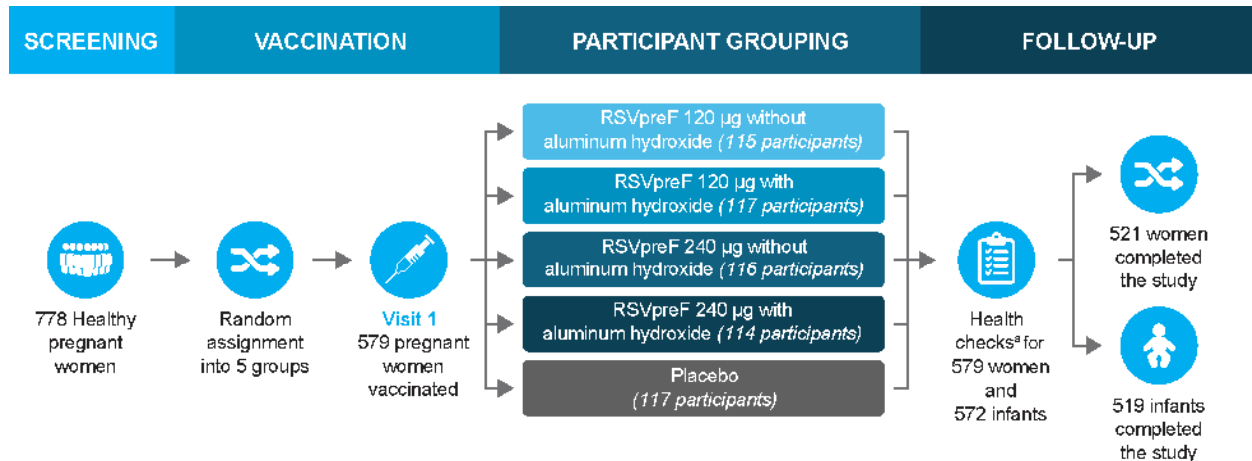 SCREENING
VACCINATION
PARTICIPANT GROUPING
FOLLOW-UP
778 Healthy
pregnant
women
Random
assignment
into 5 groups
Visit 1
579 pregnant
women
vaccinated
RSVpreF 120 µg without
aluminum hydroxide (115 participants)
RSVpreF 120 µg with
aluminum hydroxide (117 participants)
RSVpreF 240 µg without
aluminum hydroxide (116 participants)
RSVpreF 240 µg with
aluminum hydroxide (114 participants)
Placebo
(117 participants)
Health
checksª for
579 women
and
572 infants
521 women
completed
the study
519 infants
completed
the study